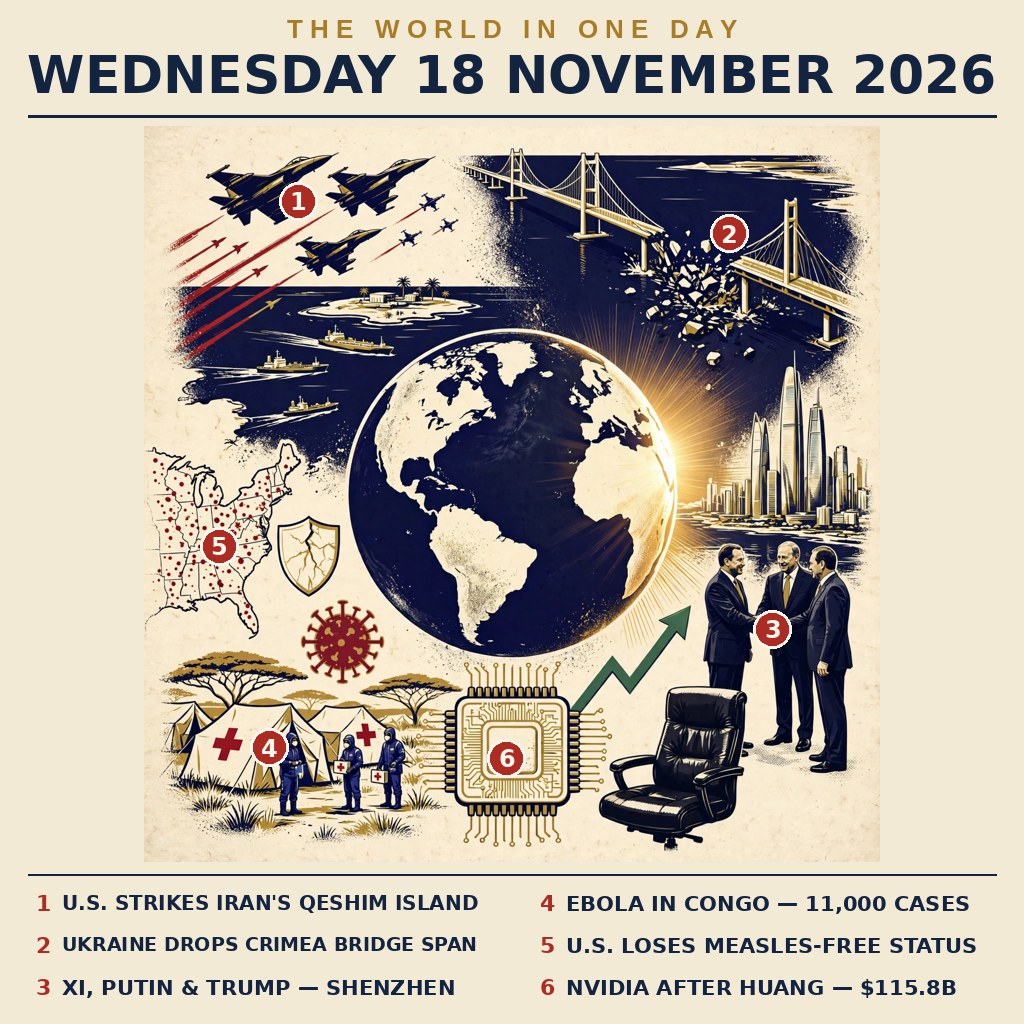 THE WORLD IN ONE DAY
WEDNESDAY 18 NOVEMBER 2026
1
2
5
3
4
6
1 U.S. STRIKES IRAN'S QESHIM ISLAND
2 UKRAINE DROPS CRIMEA BRIDGE SPAN
3 XI, PUTIN & TRUMP — SHENZHEN
4 EBOLA IN CONGO — 11,000 CASES
5 U.S. LOSES MEASLES-FREE STATUS
6 NVIDIA AFTER HUANG — $115.8B